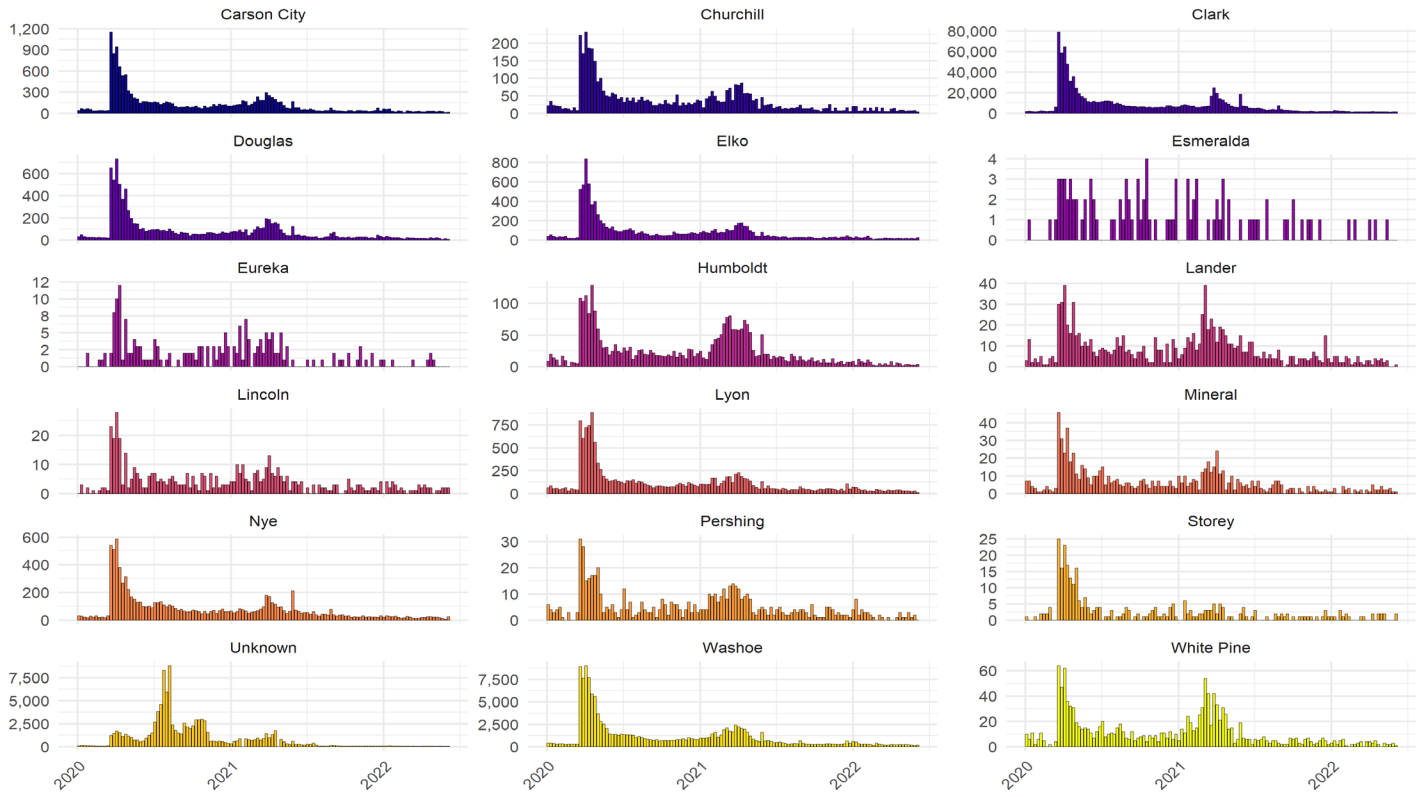 Carson City Churchill Clark
1,200 200 80,000
900 150 60,000
600 100 40,000
300 50 20,000
0 0 0
Douglas Elko Esmeralda
600 800 4
400 600 3
200 400 2
0 200 1
0 0
Eureka Humboldt Lander
12 100 40
10 50 30
8 0 20
5 10
2 0
0
Lincoln Lyon Mineral
20 750 40
10 500 30
0 250 20
0 10
0
Nye Pershing Storey
600 30 25
400 20 20
200 10 15
0 0 10
5
0
Unknown Washoe White Pine
7,500 7,500 60
5,000 5,000 40
2,500 2,500 20
0 0 0
2020 2021 2022 2020 2021 2022 2020 2021 2022